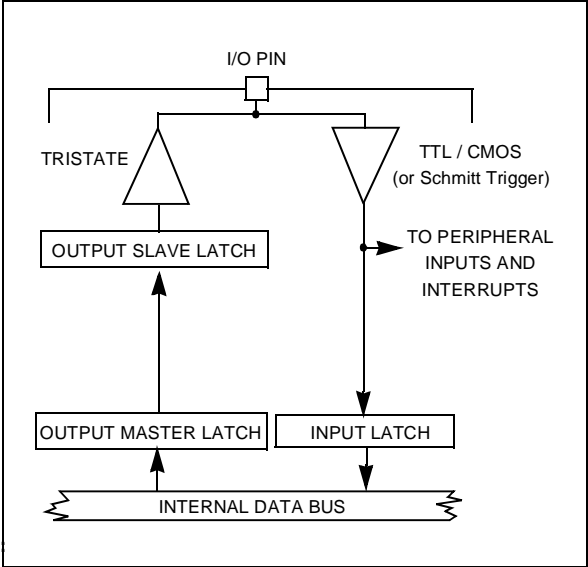 I/O PIN
TRISTATE
TTL / CMOS
(or Schmitt Trigger)
TO PERIPHERAL
INPUTS AND
INTERRUPTS
OUTPUT SLAVE LATCH
OUTPUT MASTER LATCH
INPUT LATCH
INTERNAL DATA BUS